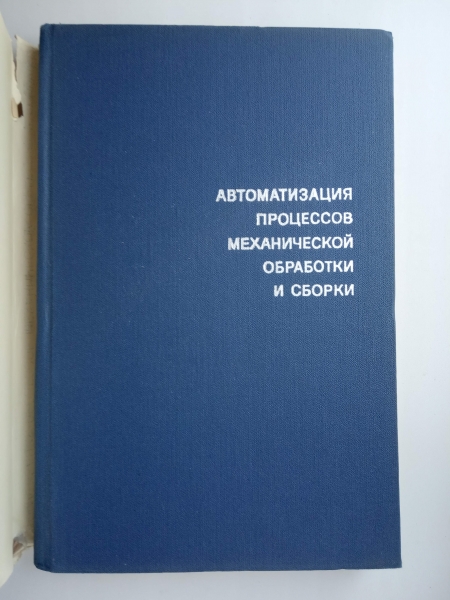 АВТОМАТИЗАЦИЯ
ПРОЦЕССОВ
МЕХАНИЧЕСКОЙ
ОБРАБОТКИ
И СБОРКИ